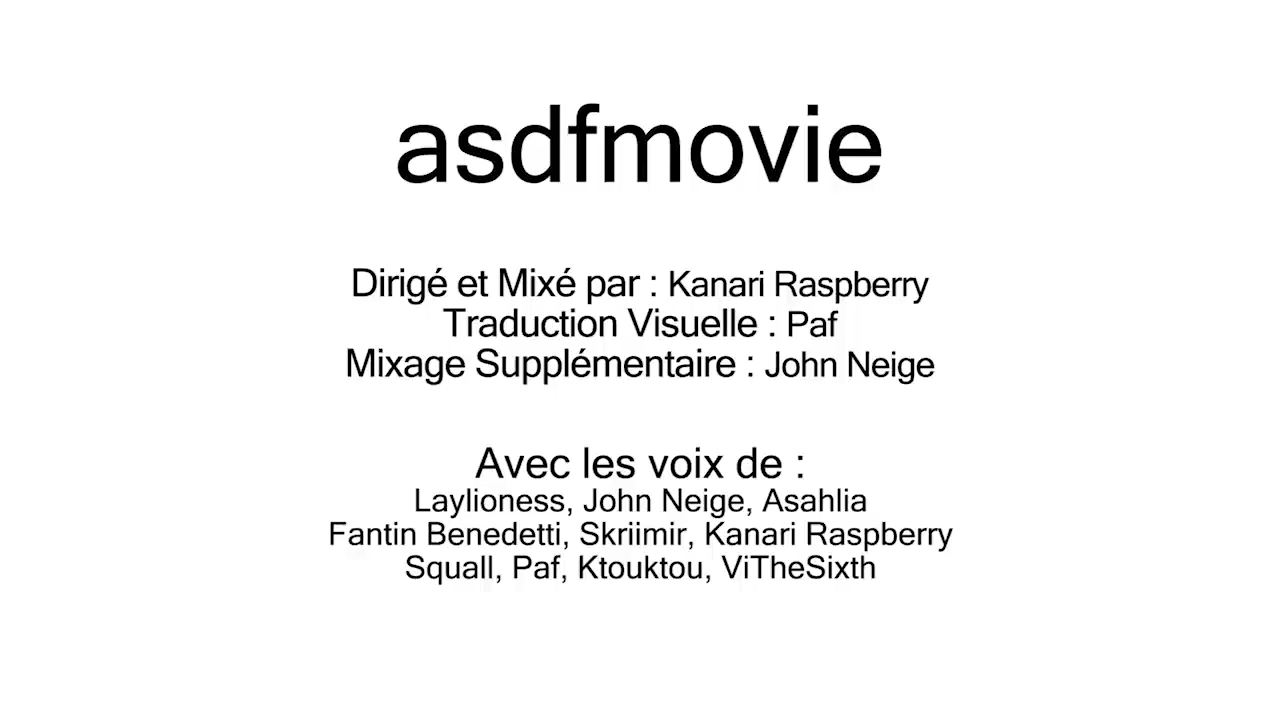 asdfmovie
Dirigé et Mixé par : Kanari Raspberry
Traduction Visuelle : Paf
Mixage Supplémentaire : John Neige
Avec les voix de :
Laylioness, John Neige, Asahlia
Fantin Benedetti, Skriimir, Kanari Raspberry
Squall, Paf, Ktouktou, ViTheSixth